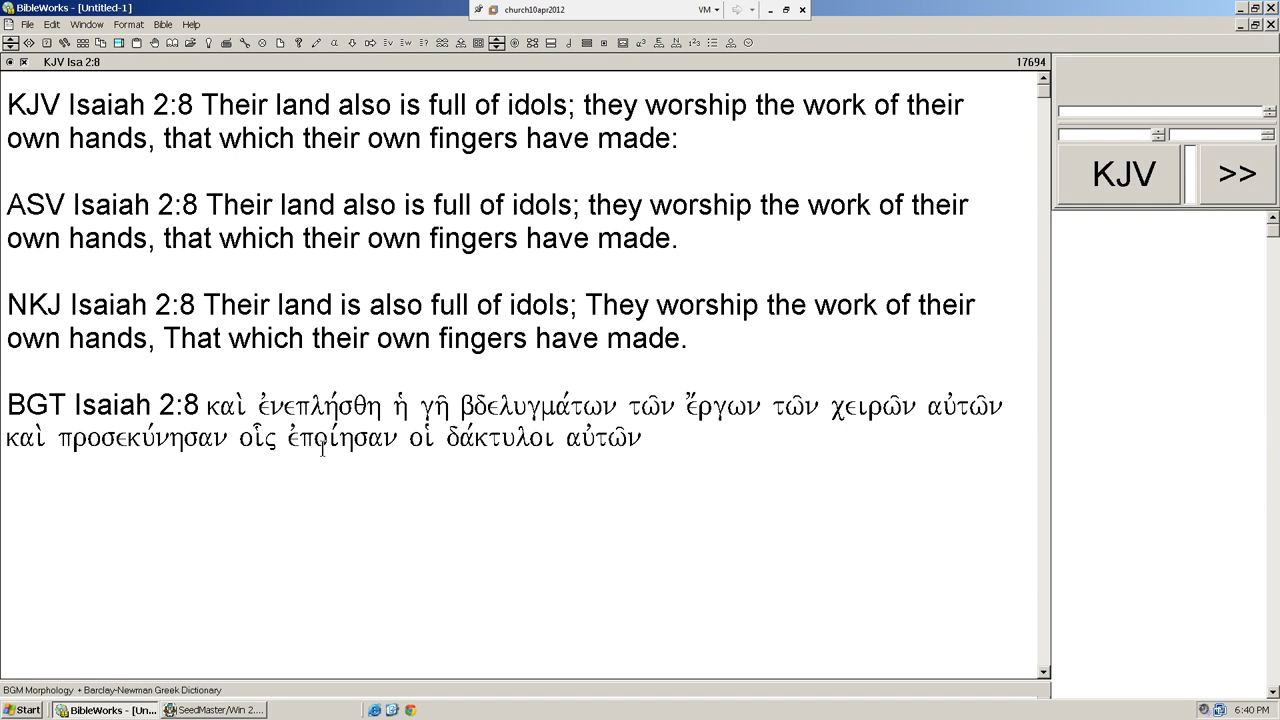 BibleWorks - [Untitled-1]
church10apr2012
VM
File Edit Window Format Bible Help
KJV Isa 2:8
17694
KJV Isaiah 2:8 Their land also is full of idols; they worship the work of their
own hands, that which their own fingers have made:
ASV Isaiah 2:8 Their land also is full of idols; they worship the work of their
own hands, that which their own fingers have made.
NKJ Isaiah 2:8 Their land is also full of idols; They worship the work of their
own hands, That which their own fingers have made.
BGT Isaiah 2:8 καὶ ἐνεπλήσθη ἡ γῆ βδελυγμάτων τῶν ἔργων τῶν χειρῶν αὐτῶν
καὶ προσεκύνησαν οἷς ἐποίησαν οἱ δάκτυλοι αὐτῶν
KJV
>>
BGM Morphology + Barclay-Newman Greek Dictionary
Start
BibleWorks - [Un...
SeedMaster/Win 2....
6:40 PM